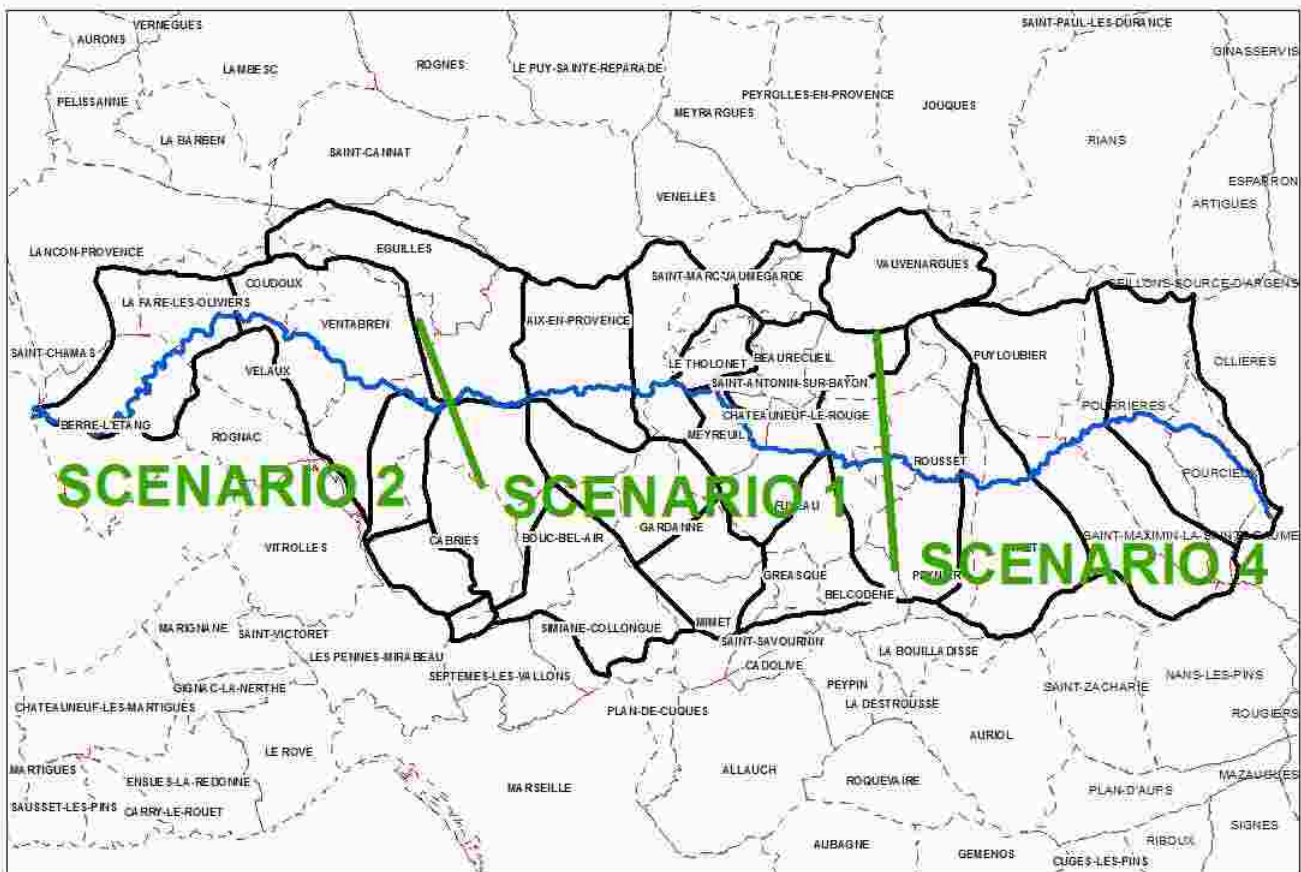 VERNEGUES
AURONS
SAINT-PAUL-LES-DURANCE
GINASSERVIS
LAMBESC
ROGNES
LE PUY-SAINTE-REPARADE
PELISSANNE
PEYROLLES-EN-PROVENCE
JOUQUES
MEYRARGUES
LA BARBEN
RIANS
SAINT-CANNAT
ESPARRON
VENELLES
ARTIGUES
LANCON-PROVENCE
EGUILLES
VAUVENARGUES
SAINT-MARC-JAUMEGARDE
COUDOUX
LA FARE-LES-OLIVIERS
VENTABREN
AIX-EN-PROVENCE
SAINT-CHAMAS
LE THOLONET
BEAURECUEIL
PUYLOUBIER
OLLIERES
VELAUX
SAINT-ANTONIN-SUR-BAYON
POURRIERES
BERRE-L'ETANG
CHATEAUNEUF-LE-ROUGE
ROGNAC
MEYREUIL
ROUSSET
POURCIEUX
SCENARIO 2
SCENARIO 1
GARDANNE
CABRIES
BOUC-BEL-AIR
VITROLLES
SCENARIO 4
GREASQUE
BELCODENE
MARIGNANE
SAINT-VICTORET
SIMIANE-COLLONGUE
MIMET
SAINT-SAVOURNIN
LES PENNES-MIRABEAU
LA BOUILLADISSE
CADOLIVE
SEPTEMES-LES-VALLONS
GIGNAC-LA-NERTHE
PEYPIN
SAINT-ZACHARIE
NANS-LES-PINS
CHATEAUNEUF-LES-MARTIGUES
PLAN-DE-CUQUES
LA DESTROUSSE
ROUGIERS
LE ROVE
AURIOL
MARTIGUES
ENSUES-LA-REDONNE
MARSEILLE
ALLAUCH
ROQUEVAIRE
MAZAUGUES
PLAN-D'AUPS
SAUSSET-LES-PINS
CARRY-LE-ROUET
SIGNES
AUBAGNE
GEMENOS
RIBOUX
CUGES-LES-PINS